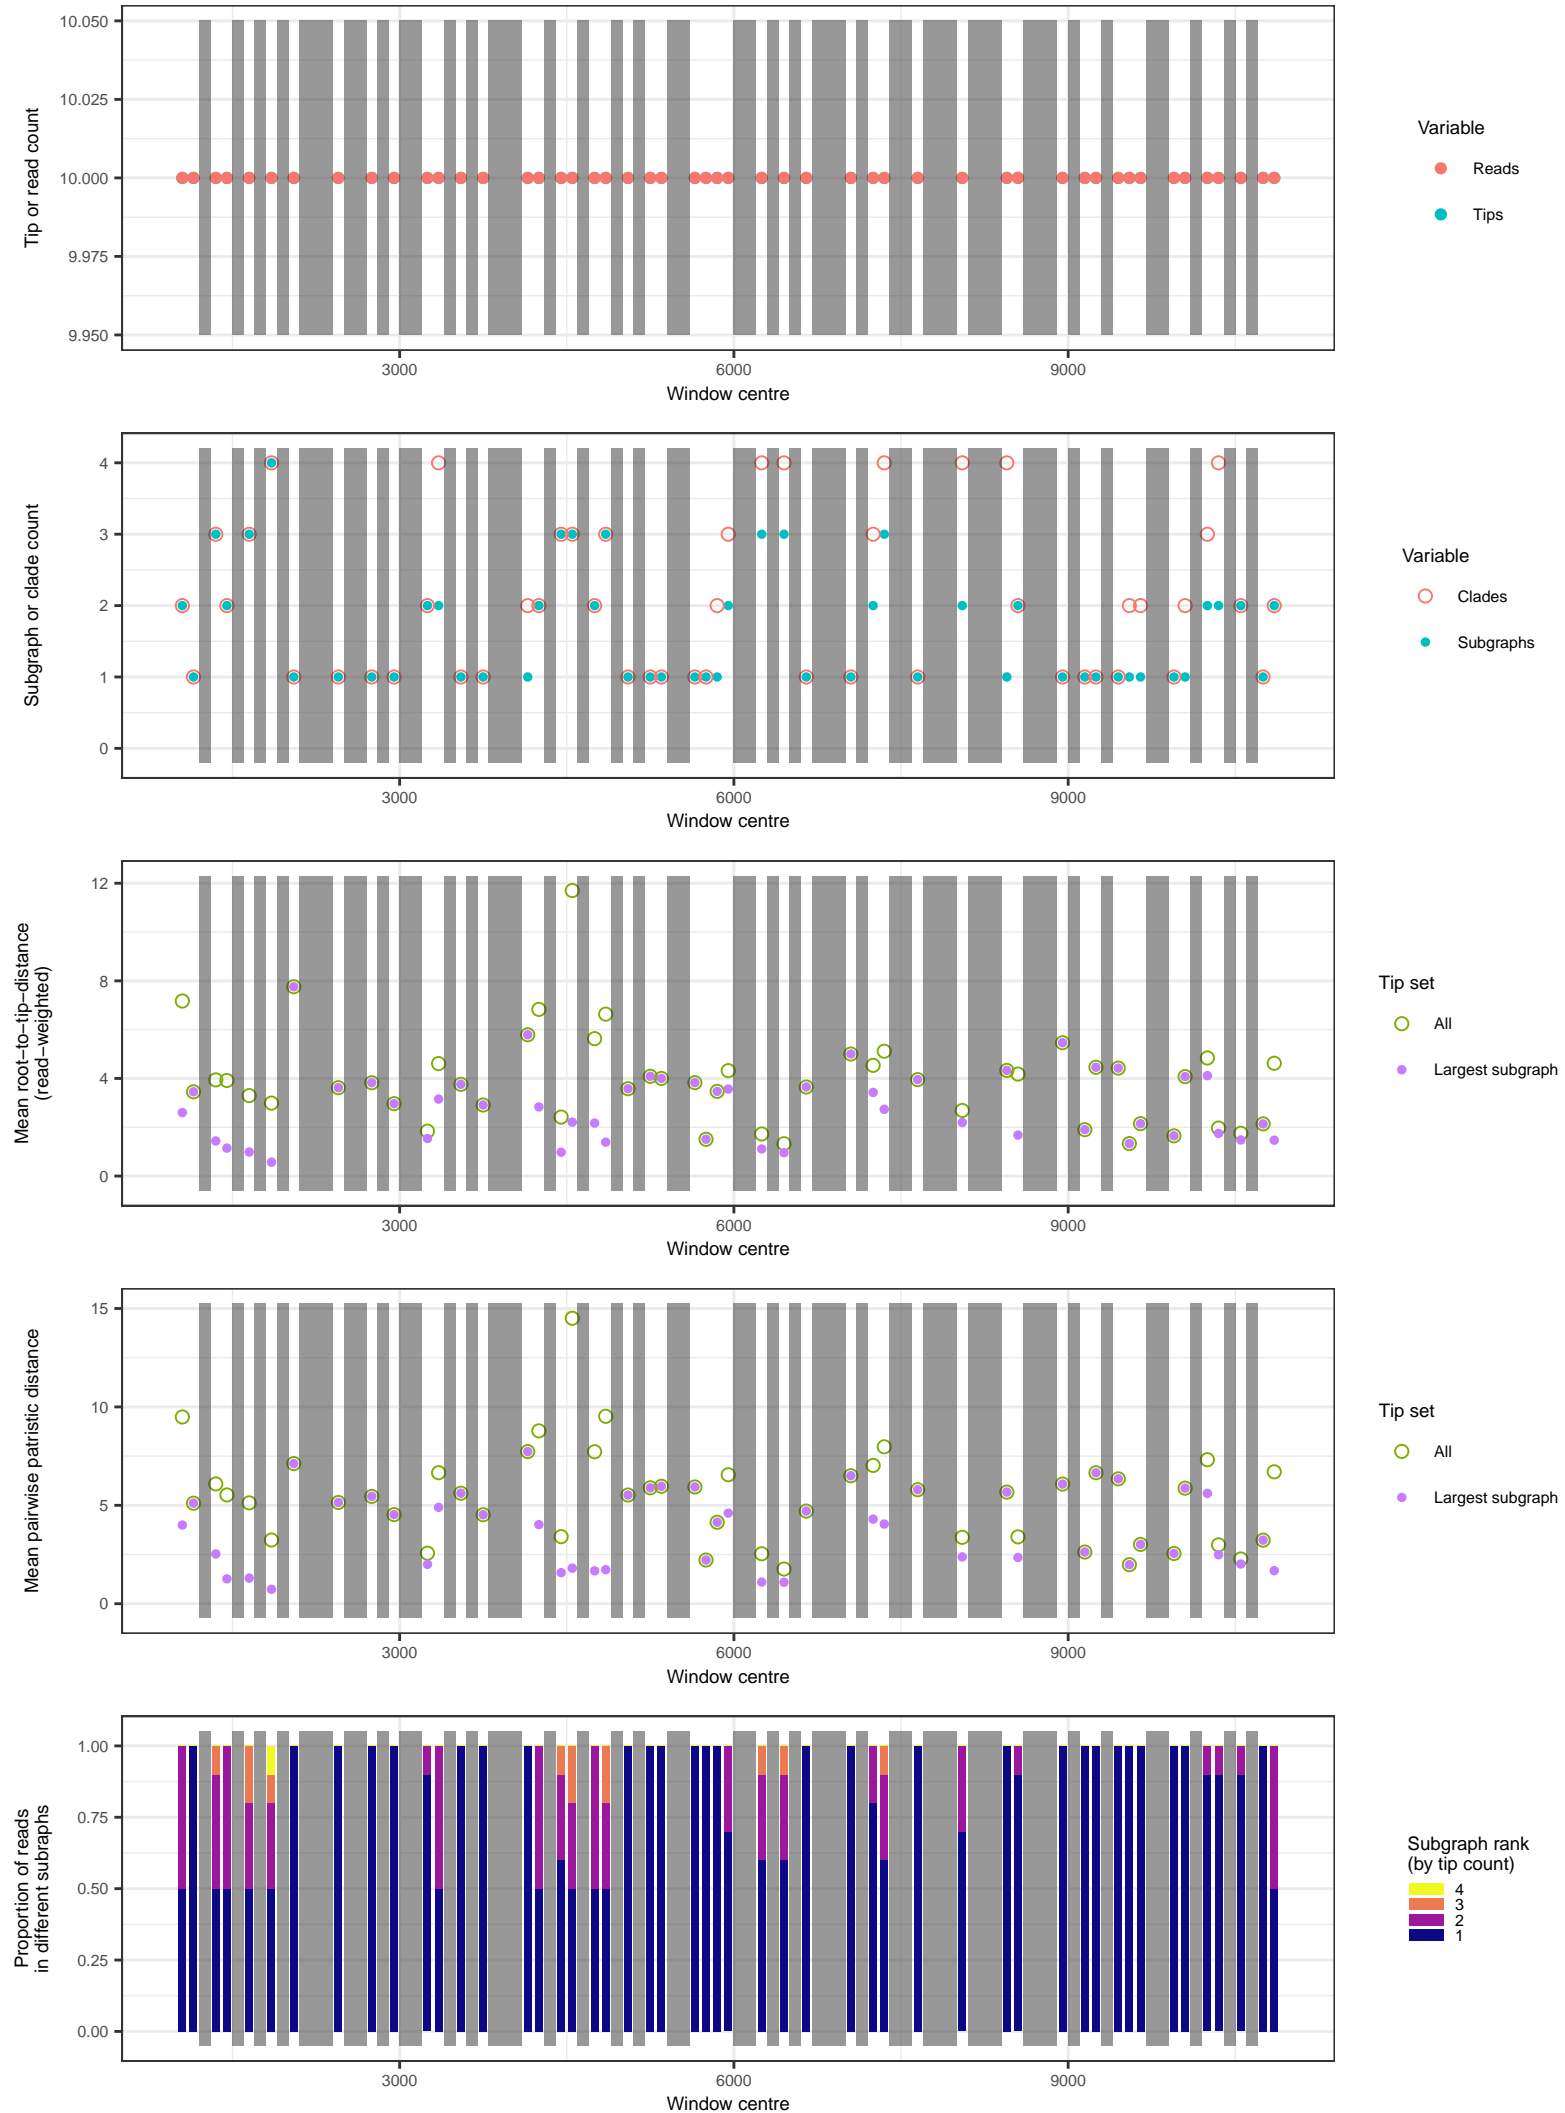 10.050
10.025
10.000
9.975
9.950
Tip or read count
3000
6000
9000
Window centre
Variable
Reads
Tips
4
3
2
1
0
Subgraph or clade count
3000
6000
9000
Window centre
Variable
Clades
Subgraphs
12
8
4
0
Mean root−to−tip−distance
(read−weighted)
3000
6000
9000
Window centre
Tip set
All
Largest subgraph
15
10
5
0
Mean pairwise patristic distance
3000
6000
9000
Window centre
Tip set
All
Largest subgraph
1.00
0.75
0.50
0.25
0.00
Proportion of reads
in different subraphs
3000
6000
9000
Window centre
Subgraph rank
(by tip count)
4
3
2
1